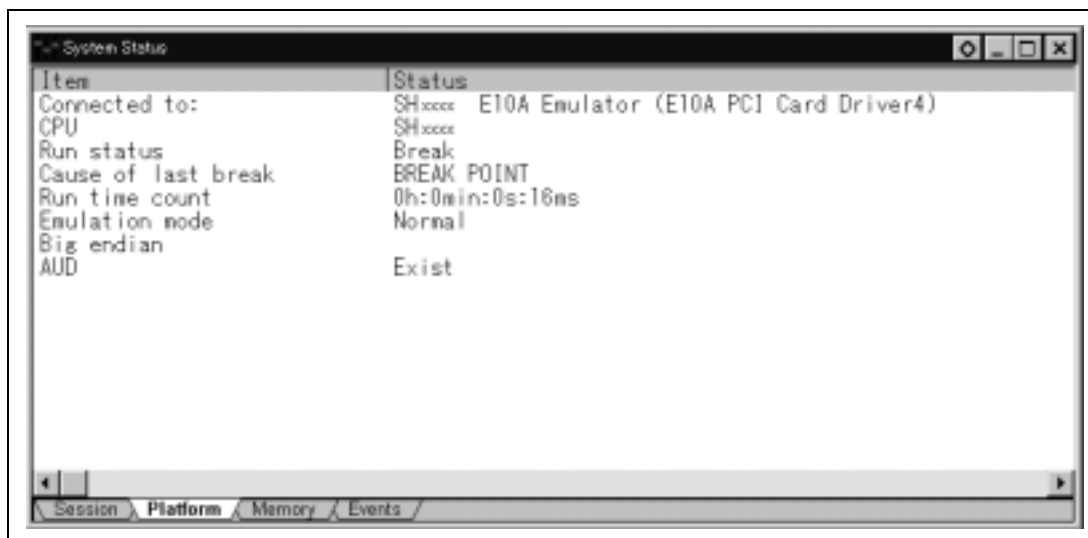 System Status
Item Status
Connected to: SHxxxx E10A Emulator (E10A PCI Card Driver4)
CPU SHxxxx
Run status Break
Cause of last break BREAK POINT
Run time count 0h:0min:0s:16ms
Emulation mode Normal
Big endian
AUD Exist
Session Platform Memory Events